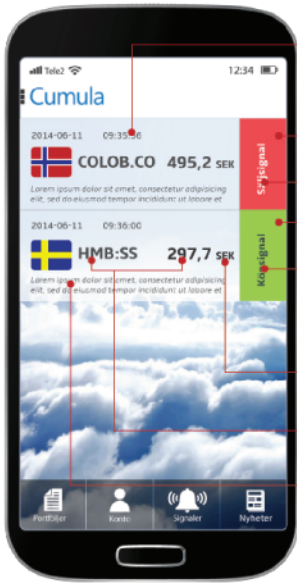 Tele2 12:34
Cumula
2014-06-11 09:35:56
COLOB.CO 495,2 SEK
Säljsignal
Lorem ipsum dolor sit amet, consectetur adipisicing
elit, sed do eiusmod tempor incididunt ut labore et
2014-06-11 09:36:00
HMB:SS 297,7 SEK
Köpsignal
Lorem ipsum dolor sit amet, consectetur adipisicing
elit, sed do eiusmod tempor incididunt ut labore et
Portföljer Konto Signaler Nyheter